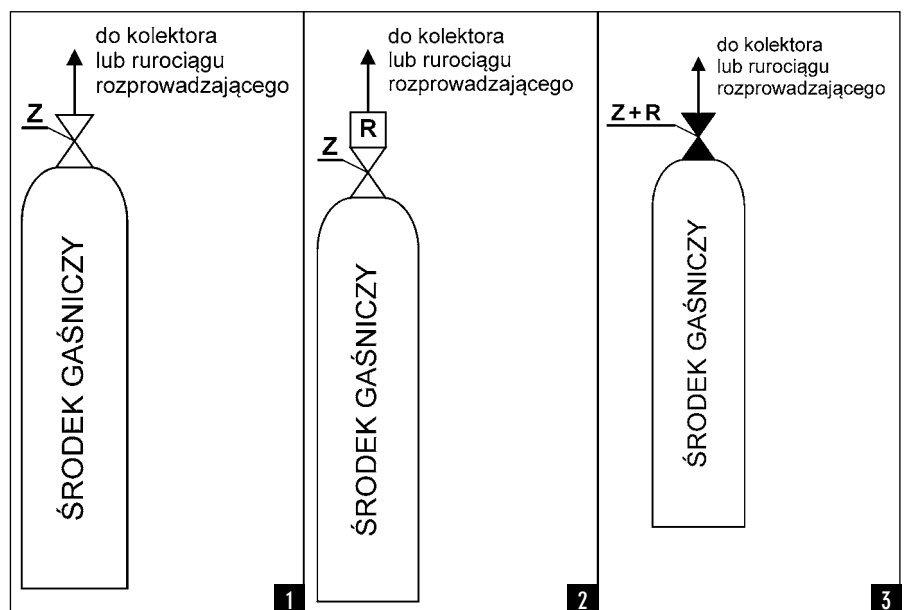 do kolektora
lub rurociągu
rozprowadzającego
Z
ŚRODEK GAŚNICZY
1
do kolektora
lub rurociągu
rozprowadzającego
R
Z
ŚRODEK GAŚNICZY
2
do kolektora
lub rurociągu
rozprowadzającego
Z+R
ŚRODEK GAŚNICZY
3